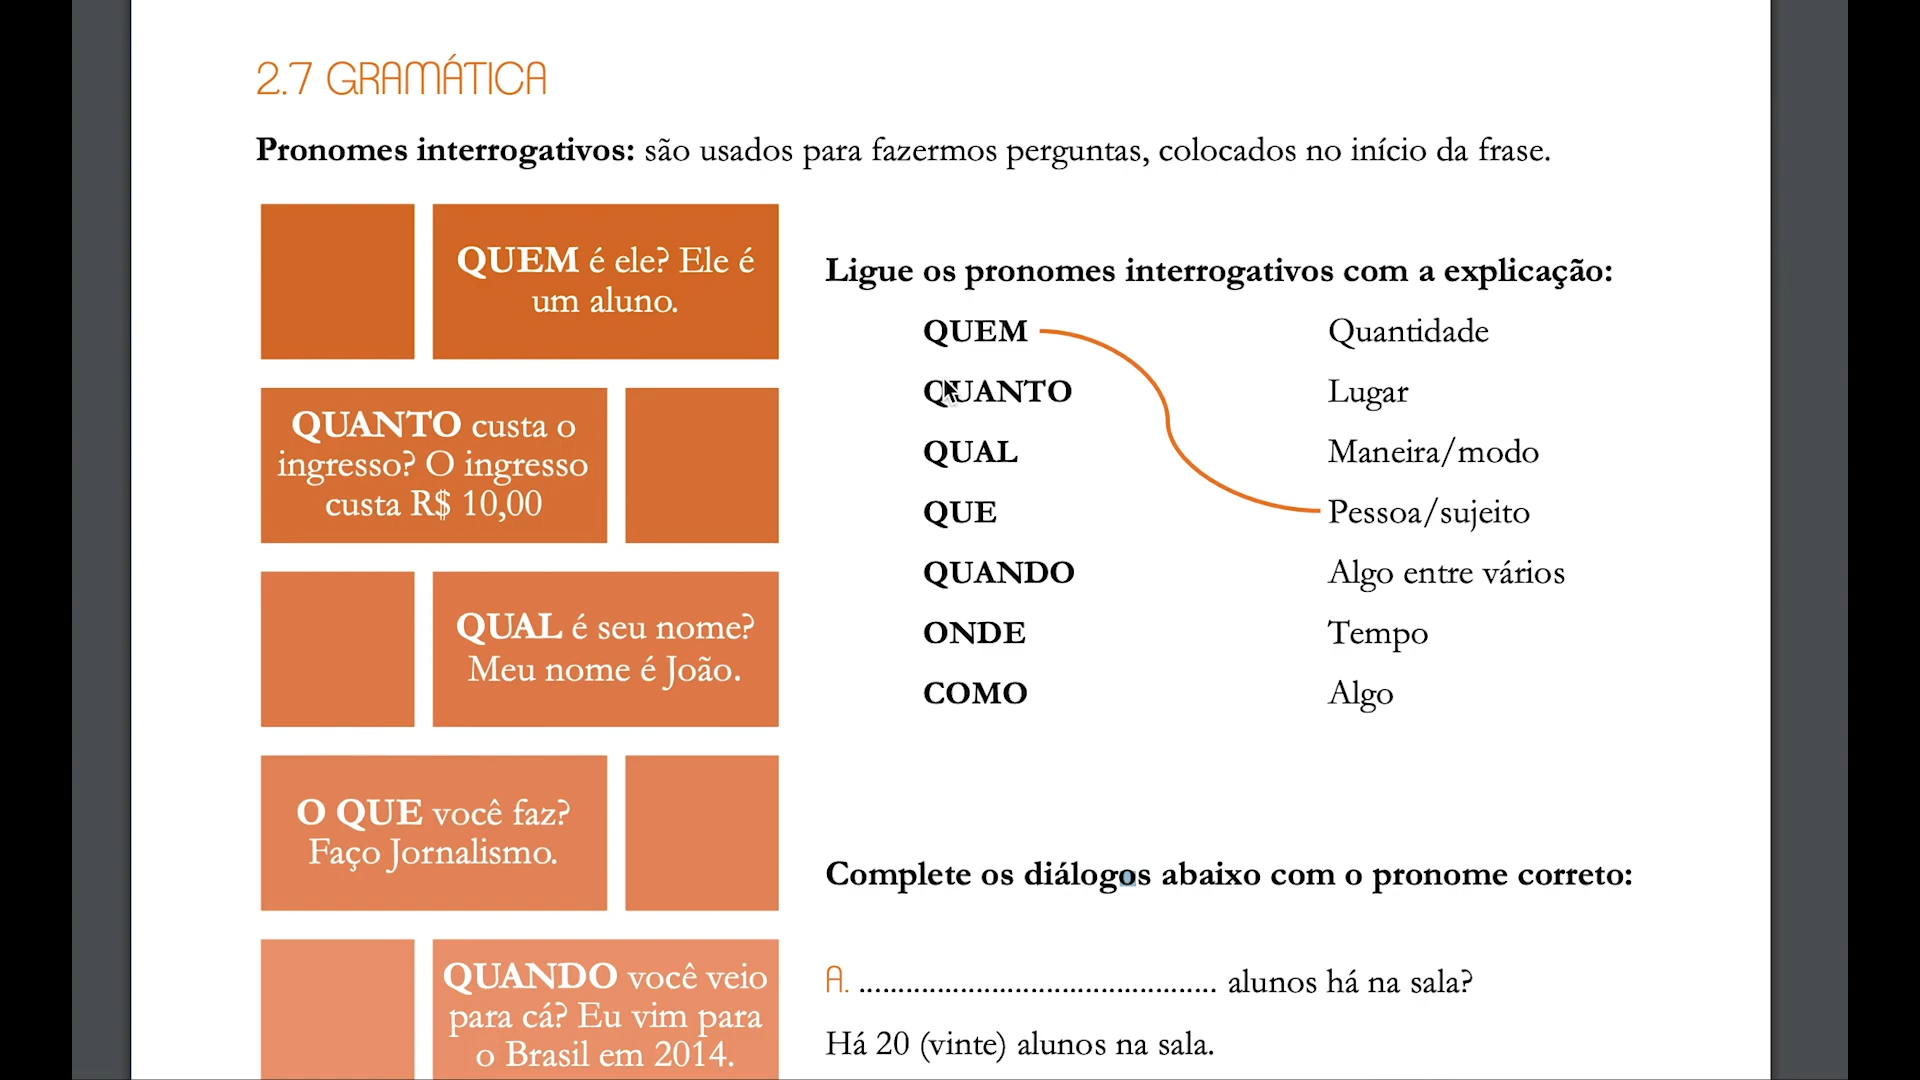 2.7 GRAMÁTICA
Pronomes interrogativos: são usados para fazermos perguntas, colocados no início da frase.
QUEM é ele? Ele é
um aluno.
QUANTO custa o
ingresso? O ingresso
custa R$ 10,00
QUAL é seu nome?
Meu nome é João.
O QUE você faz?
Faço Jornalismo.
QUANDO você veio
para cá? Eu vim para
o Brasil em 2014.
Ligue os pronomes interrogativos com a explicação:
QUEM Quantidade
QUANTO Lugar
QUAL Maneira/modo
QUE Pessoa/sujeito
QUANDO Algo entre vários
ONDE Tempo
COMO Algo
Complete os diálogos abaixo com o pronome correto:
A. .............................................. alunos há na sala?
Há 20 (vinte) alunos na sala.